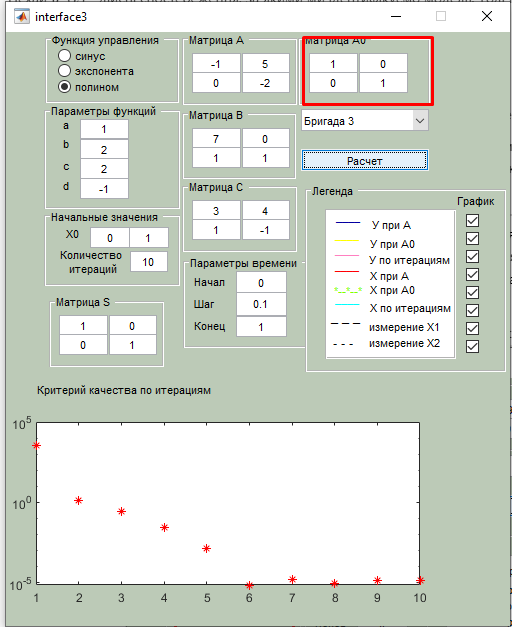 interface3
Функция управления
синус
экспонента
полином
Матрица A
-1 5
0 -2
Матрица A0
1 0
0 1
Параметры функций
a 1
b 2
c 2
d -1
Матрица B
7 0
1 1
Бригада 3
Расчет
Матрица C
3 4
1 -1
Начальные значения
X0 0 1
Количество
итераций 10
Легенда
График
У при А
У при А0
У по итерациям
Х при А
Х при А0
Х по итерациям
измерение Х1
измерение Х2
Параметры времени
Начал 0
Шаг 0.1
Конец 1
Матрица S
1 0
0 1
Критерий качества по итерациям
10^5
10^0
10^-5
1 2 3 4 5 6 7 8 9 10